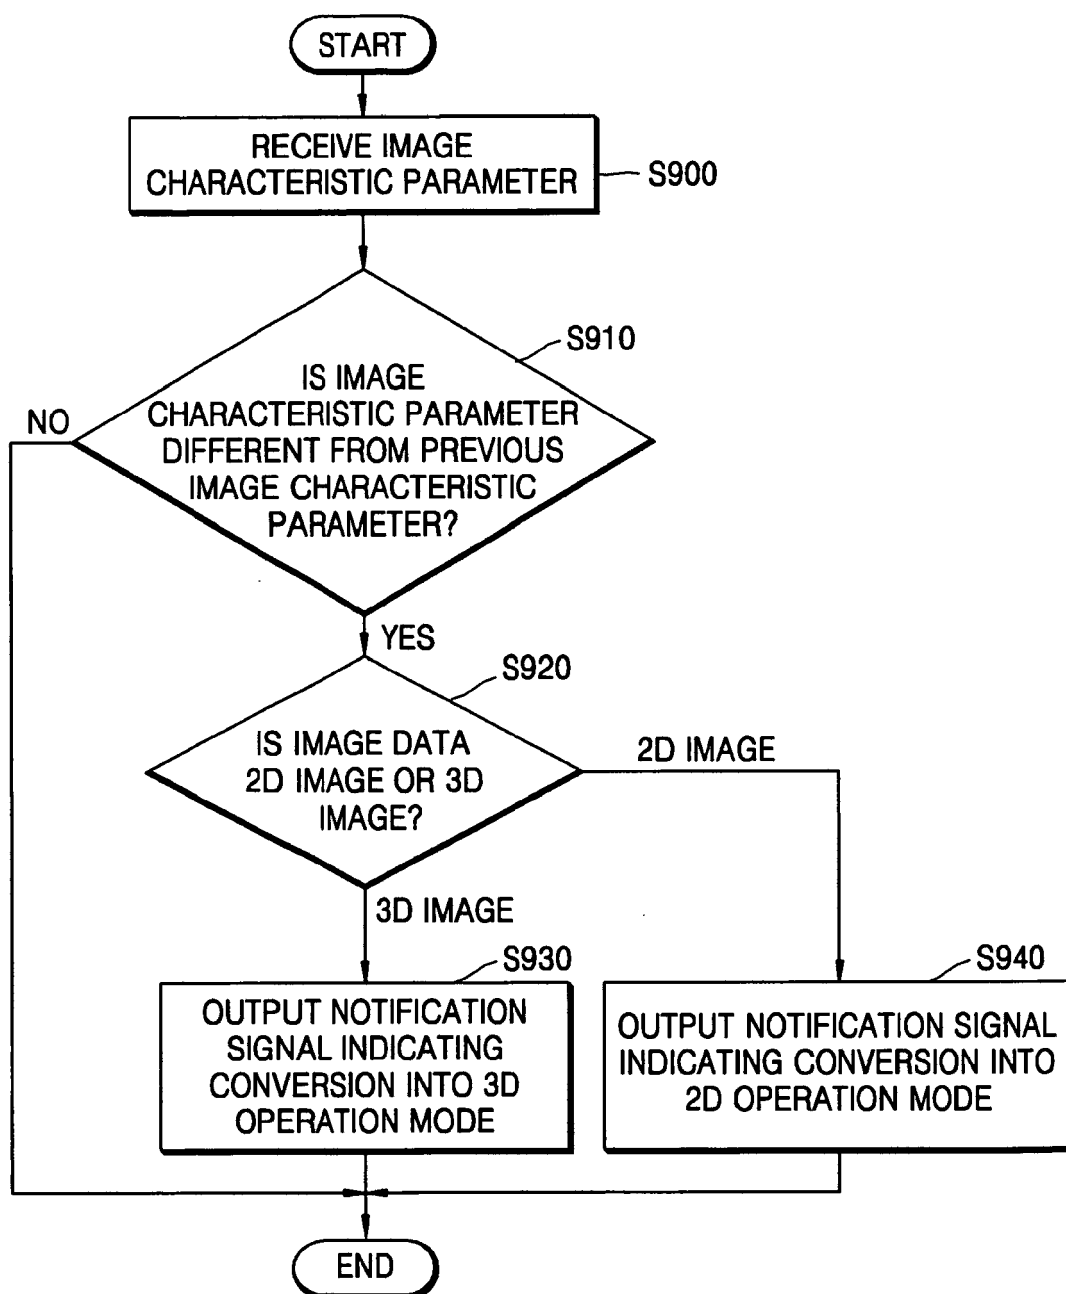 START
RECEIVE IMAGE
CHARACTERISTIC PARAMETER
S900
S910
IS IMAGE
CHARACTERISTIC PARAMETER
DIFFERENT FROM PREVIOUS
IMAGE CHARACTERISTIC
PARAMETER?
NO
YES
S920
IS IMAGE DATA
2D IMAGE OR 3D
IMAGE?
2D IMAGE
3D IMAGE
S930
OUTPUT NOTIFICATION
SIGNAL INDICATING
CONVERSION INTO 3D
OPERATION MODE
S940
OUTPUT NOTIFICATION SIGNAL
INDICATING CONVERSION INTO
2D OPERATION MODE
END